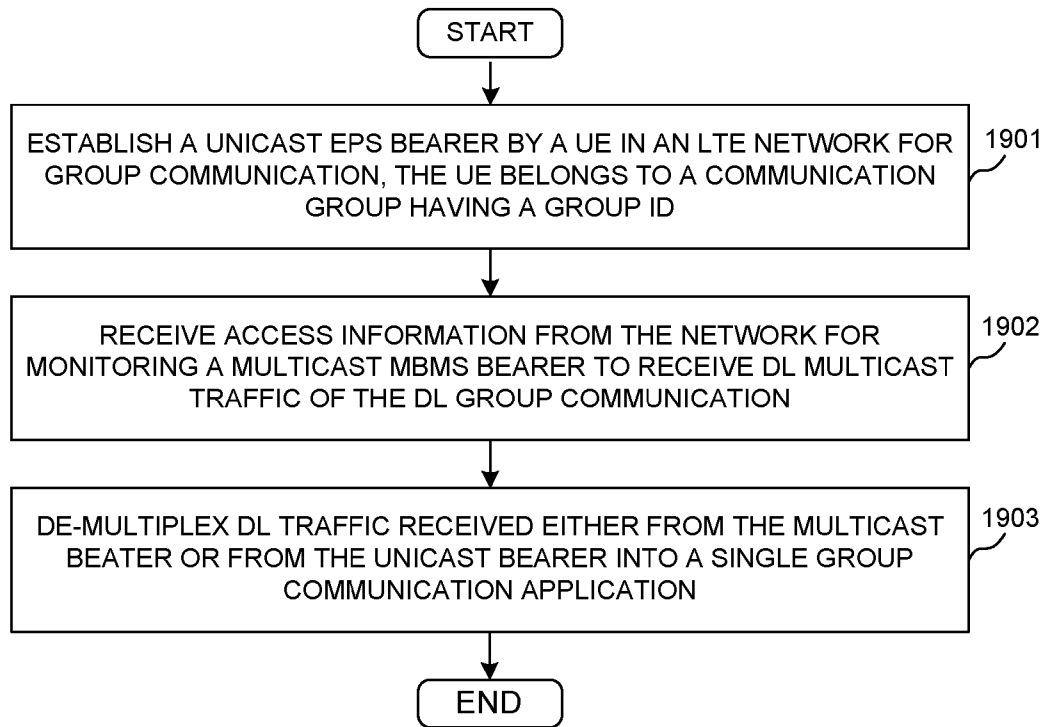 START
ESTABLISH A UNICAST EPS BEARER BY A UE IN AN LTE NETWORK FOR
GROUP COMMUNICATION, THE UE BELONGS TO A COMMUNICATION
GROUP HAVING A GROUP ID
1901
RECEIVE ACCESS INFORMATION FROM THE NETWORK FOR
MONITORING A MULTICAST MBMS BEARER TO RECEIVE DL MULTICAST
TRAFFIC OF THE DL GROUP COMMUNICATION
1902
DE-MULTIPLEX DL TRAFFIC RECEIVED EITHER FROM THE MULTICAST
BEATER OR FROM THE UNICAST BEARER INTO A SINGLE GROUP
COMMUNICATION APPLICATION
1903
END